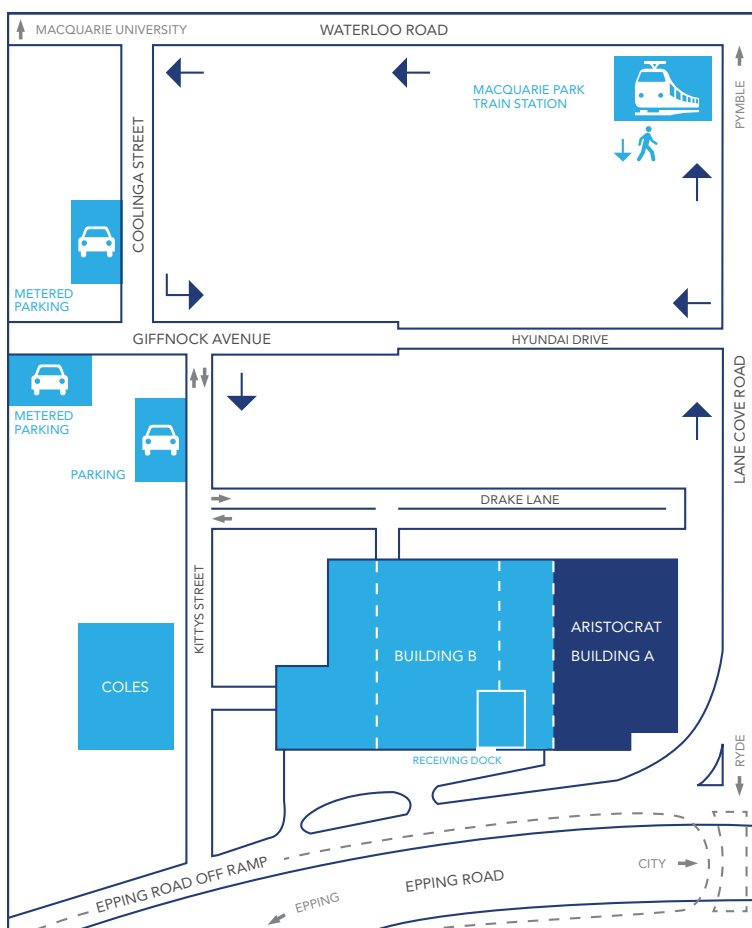 MACQUARIE UNIVERSITY
WATERLOO ROAD
MACQUARIE PARK
TRAIN STATION
PYMBLE
COOLINGA STREET
METERED
PARKING
GIFFNOCK AVENUE
HYUNDAI DRIVE
LANE COVE ROAD
METERED
PARKING
PARKING
DRAKE LANE
KITTYS STREET
ARISTOCRAT
BUILDING A
BUILDING B
COLES
RECEIVING DOCK
RYDE
EPPING ROAD OFF RAMP
CITY
EPPING ROAD
EPPING